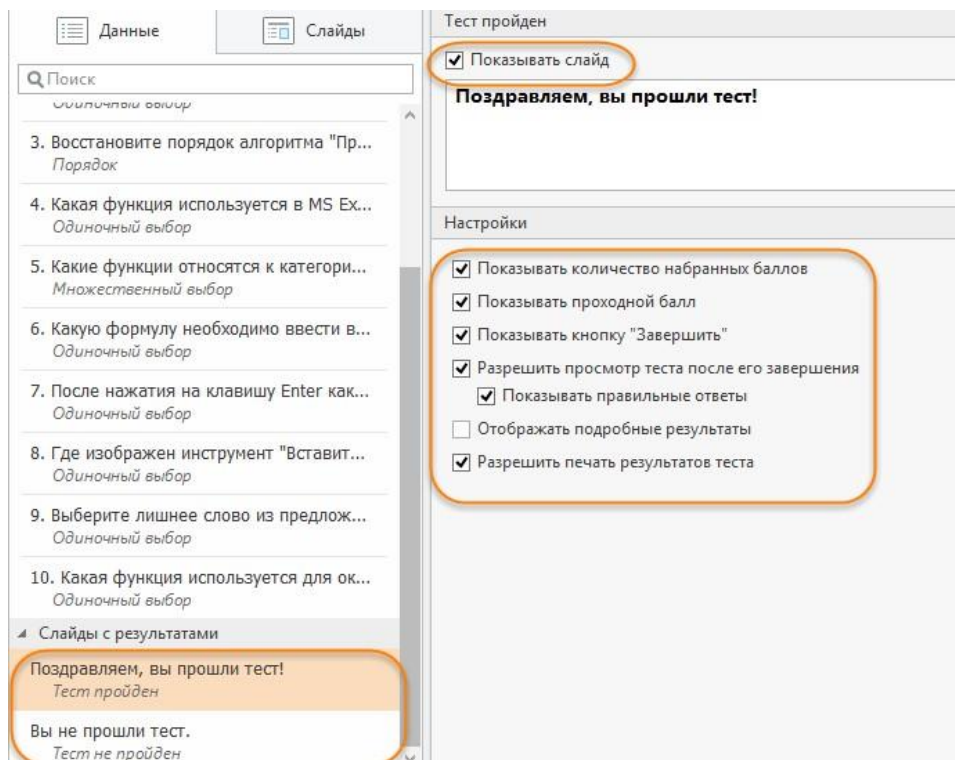 Данные
Слайды
Поиск
Одиночный выбор
3. Восстановите порядок алгоритма "Пр...
Порядок
4. Какая функция используется в MS Ex...
Одиночный выбор
5. Какие функции относятся к категори...
Множественный выбор
6. Какую формулу необходимо ввести в...
Одиночный выбор
7. После нажатия на клавишу Enter как...
Одиночный выбор
8. Где изображен инструмент "Вставит...
Одиночный выбор
9. Выберите лишнее слово из предлож...
Одиночный выбор
10. Какая функция используется для ок...
Одиночный выбор
Слайды с результатами
Поздравляем, вы прошли тест!
Тест пройден
Вы не прошли тест.
Тест не пройден
Тест пройден
Показывать слайд
Поздравляем, вы прошли тест!
Настройки
Показывать количество набранных баллов
Показывать проходной балл
Показывать кнопку "Завершить"
Разрешить просмотр теста после его завершения
Показывать правильные ответы
Отображать подробные результаты
Разрешить печать результатов теста